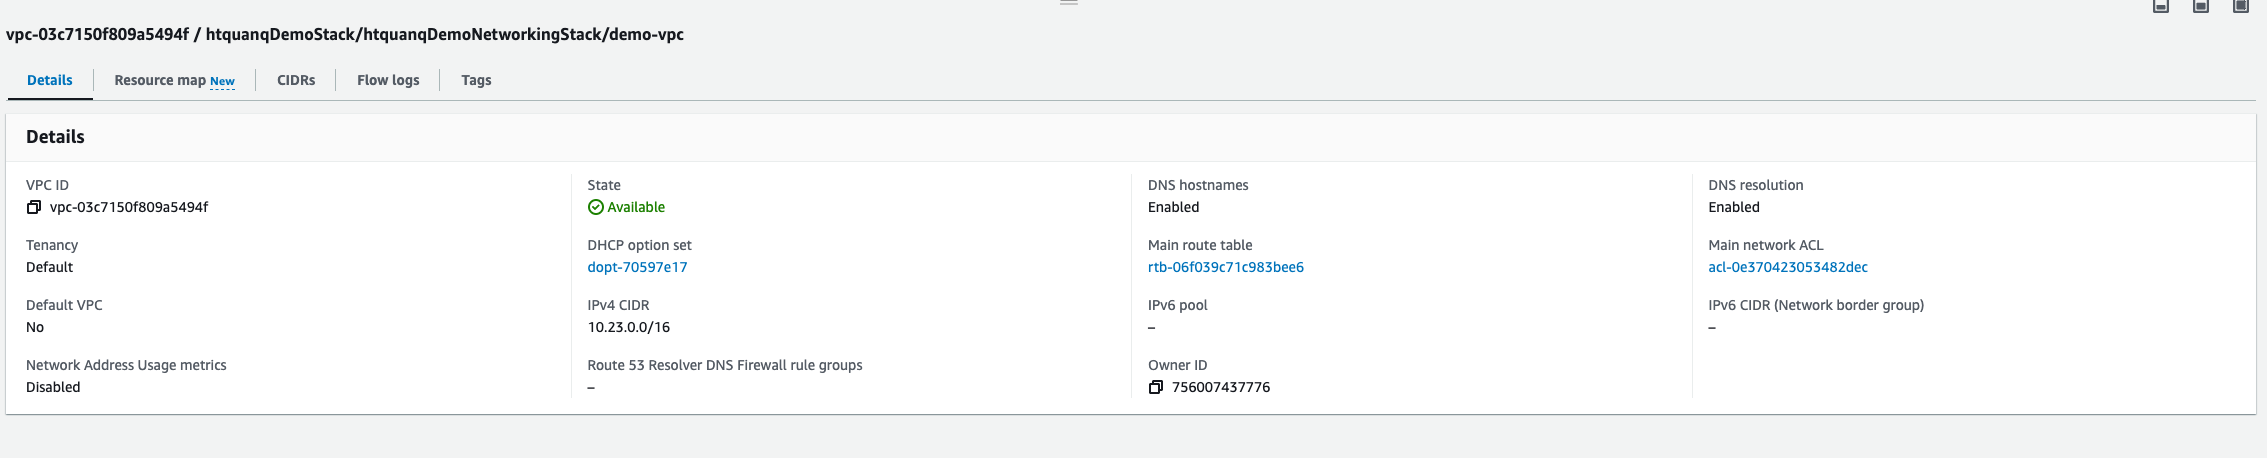 vpc-03c7150f809a5494f / htquanqDemoStack/htquanqDemoNetworkingStack/demo-vpc
Details
Resource map New
CIDRs
Flow logs
Tags
Details
VPC ID
vpc-03c7150f809a5494f
State
Available
DNS hostnames
Enabled
DNS resolution
Enabled
Tenancy
Default
DHCP option set
dopt-70597e17
Main route table
rtb-06f039c71c983bee6
Main network ACL
acl-0e370423053482dec
Default VPC
No
IPv4 CIDR
10.23.0.0/16
IPv6 pool
–
IPv6 CIDR (Network border group)
–
Network Address Usage metrics
Disabled
Route 53 Resolver DNS Firewall rule groups
–
Owner ID
756007437776